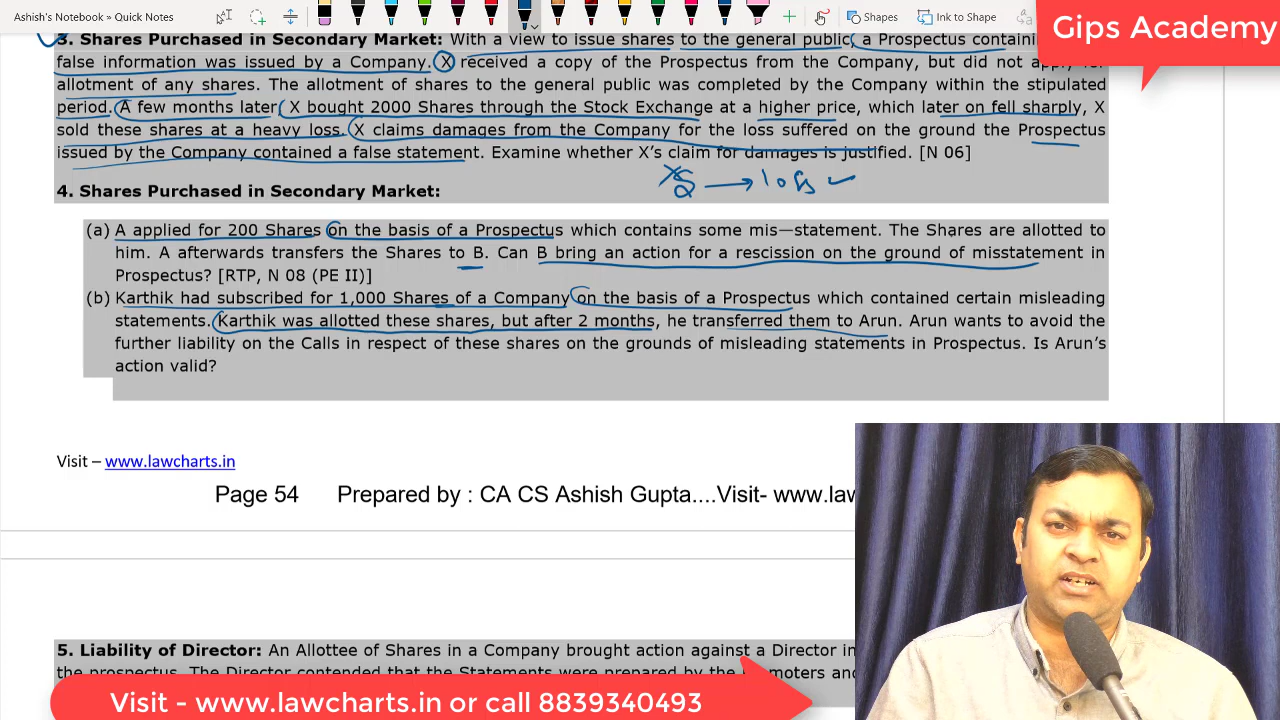 Ashish's Notebook » Quick Notes
Shapes
Ink to Shape
Gips Academy
3. Shares Purchased in Secondary Market: With a view to issue shares to the general public, a Prospectus containi
false information was issued by a Company. X received a copy of the Prospectus from the Company, but did not apply for
allotment of any shares. The allotment of shares to the general public was completed by the Company within the stipulated
period. A few months later, X bought 2000 Shares through the Stock Exchange at a higher price, which later on fell sharply, X
sold these shares at a heavy loss. X claims damages from the Company for the loss suffered on the ground the Prospectus
issued by the Company contained a false statement. Examine whether X's claim for damages is justified. [N 06]
loss
4. Shares Purchased in Secondary Market:
(a) A applied for 200 Shares on the basis of a Prospectus which contains some mis—statement. The Shares are allotted to
him. A afterwards transfers the Shares to B. Can B bring an action for a rescission on the ground of misstatement in
Prospectus? [RTP, N 08 (PE II)]
(b) Karthik had subscribed for 1,000 Shares of a Company on the basis of a Prospectus which contained certain misleading
statements. Karthik was allotted these shares, but after 2 months, he transferred them to Arun. Arun wants to avoid the
further liability on the Calls in respect of these shares on the grounds of misleading statements in Prospectus. Is Arun's
action valid?
Visit – www.lawcharts.in
Page 54 Prepared by : CA CS Ashish Gupta....Visit- www.law
5. Liability of Director: An Allottee of Shares in a Company brought action against a Director in
the prospectus. The Director contended that the Statements were prepared by the
moters and
Visit - www.lawcharts.in or call 8839340493